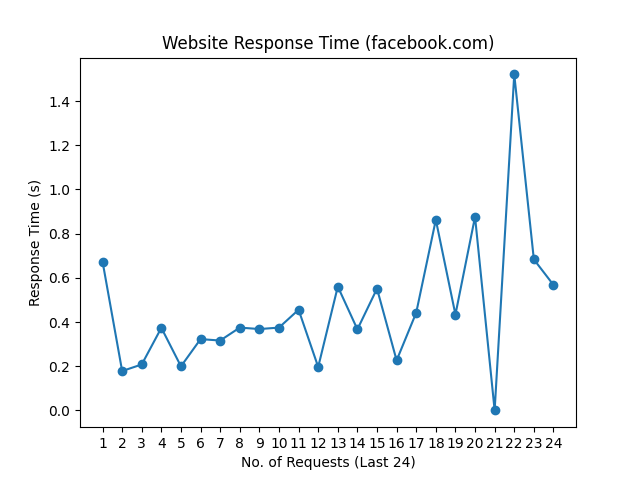 Website Response Time (facebook.com)
Response Time (s)
1.4
1.2
1.0
0.8
0.6
0.4
0.2
0.0
1 2 3 4 5 6 7 8 9 10 11 12 13 14 15 16 17 18 19 20 21 22 23 24
No. of Requests (Last 24)